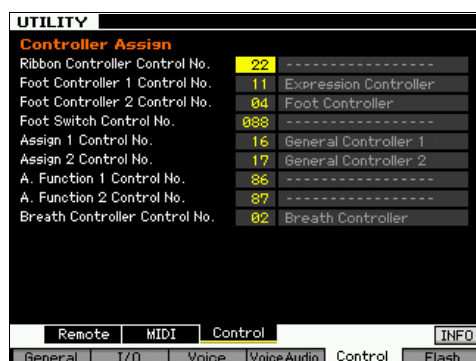 UTILITY
Controller Assign
Ribbon Controller Control No. 22 -----------------
Foot Controller 1 Control No. 11 Expression Controller
Foot Controller 2 Control No. 04 Foot Controller
Foot Switch Control No. 088 -----------------
Assign 1 Control No. 16 General Controller 1
Assign 2 Control No. 17 General Controller 2
A. Function 1 Control No. 86 -----------------
A. Function 2 Control No. 87 -----------------
Breath Controller Control No. 02 Breath Controller
Remote MIDI Control INFO
General I/O Voice Voice Audio Control Flash